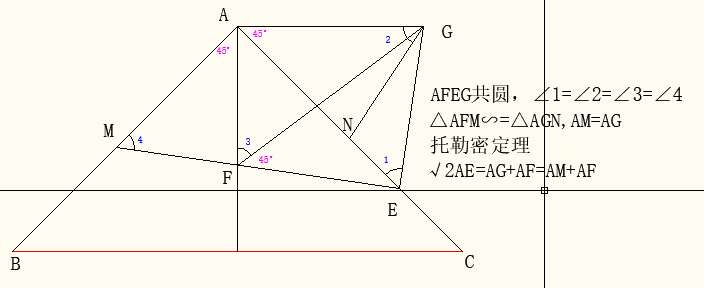 A
G
45°
45°
2
M
4
3
N
45°
F
1
E
B
C
AFEG共圆，∠1=∠2=∠3=∠4
△AFM∽=△AGN,AM=AG
托勒密定理
√2AE=AG+AF=AM+AF